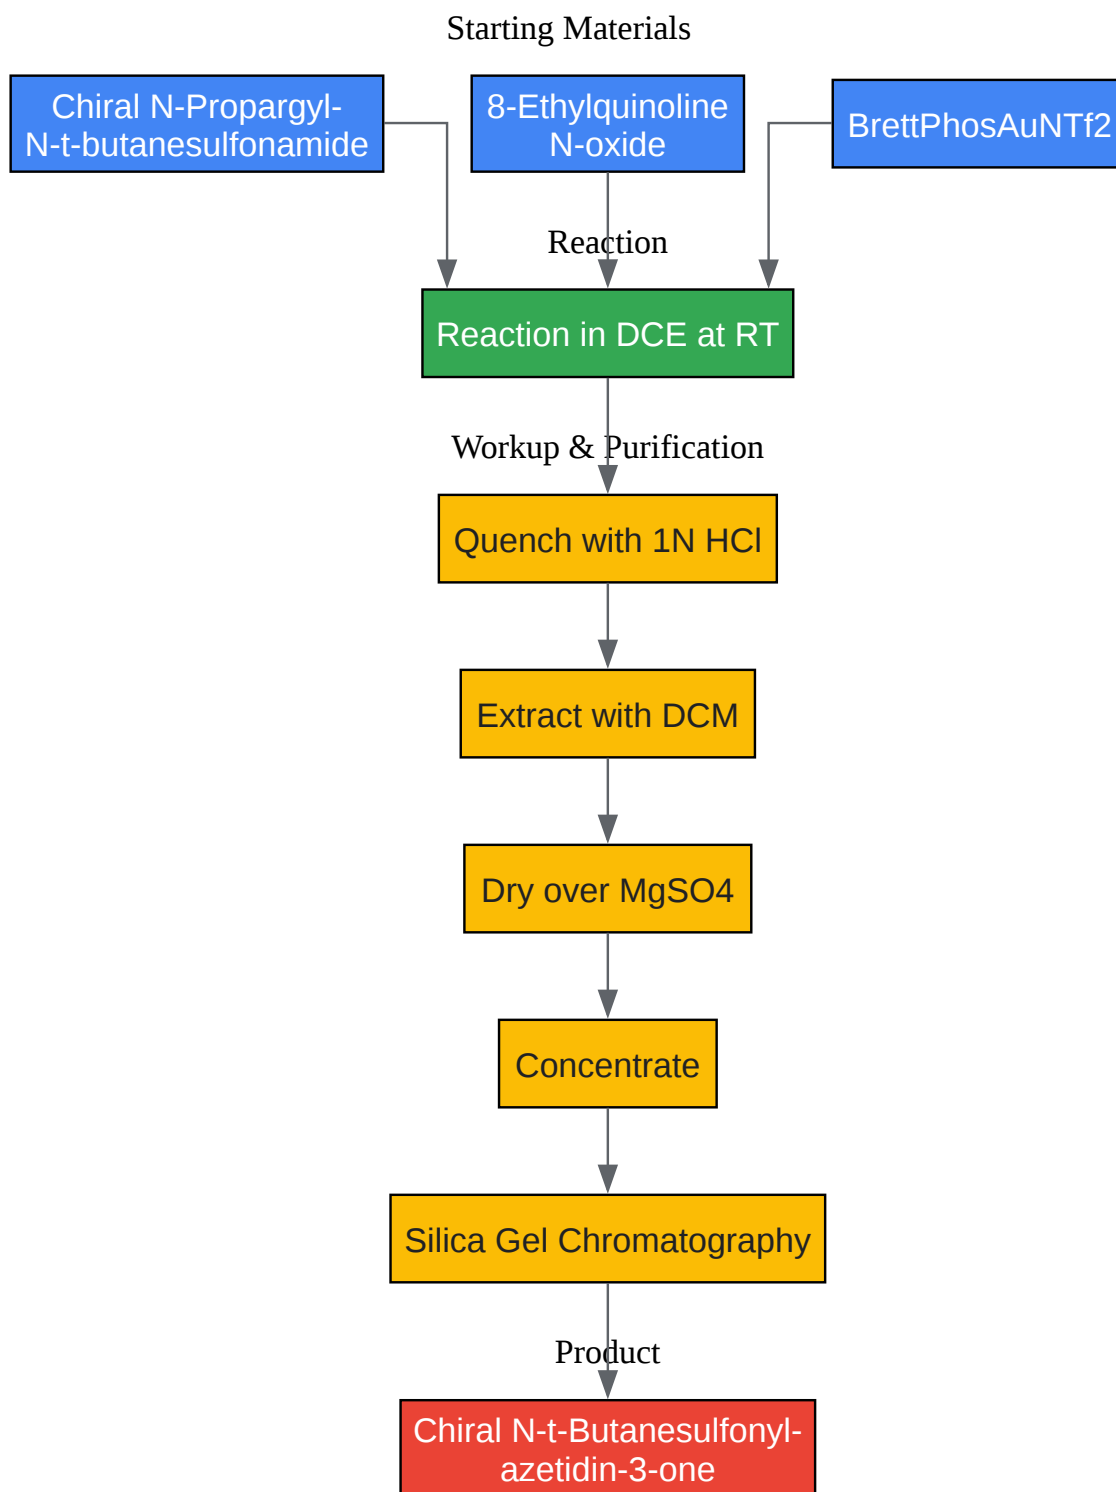 Starting Materials
Chiral N-Propargyl-
N-t-butanesulfonamide
8-Ethylquinoline
N-oxide
BrettPhosAuNTf2
Reaction
Reaction in DCE at RT
Workup & Purification
Quench with 1N HCl
Extract with DCM
Dry over MgSO4
Concentrate
Silica Gel Chromatography
Product
Chiral N-t-Butanesulfonyl-
azetidin-3-one